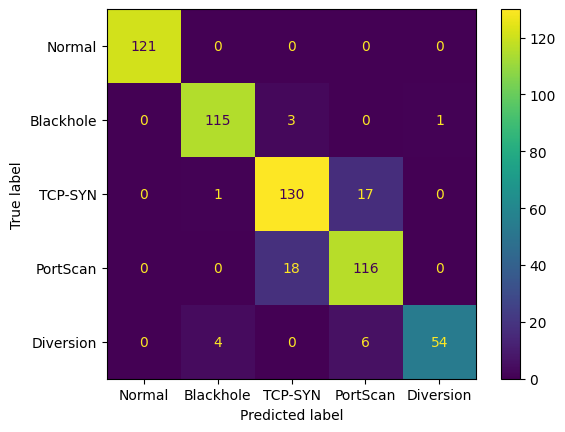 Normal 121 0 0 0 0
Blackhole 0 115 3 0 1
TCP-SYN 0 1 130 17 0
PortScan 0 0 18 116 0
Diversion 0 4 0 6 54
Normal Blackhole TCP-SYN PortScan Diversion
Predicted label
True label
120
100
80
60
40
20
0